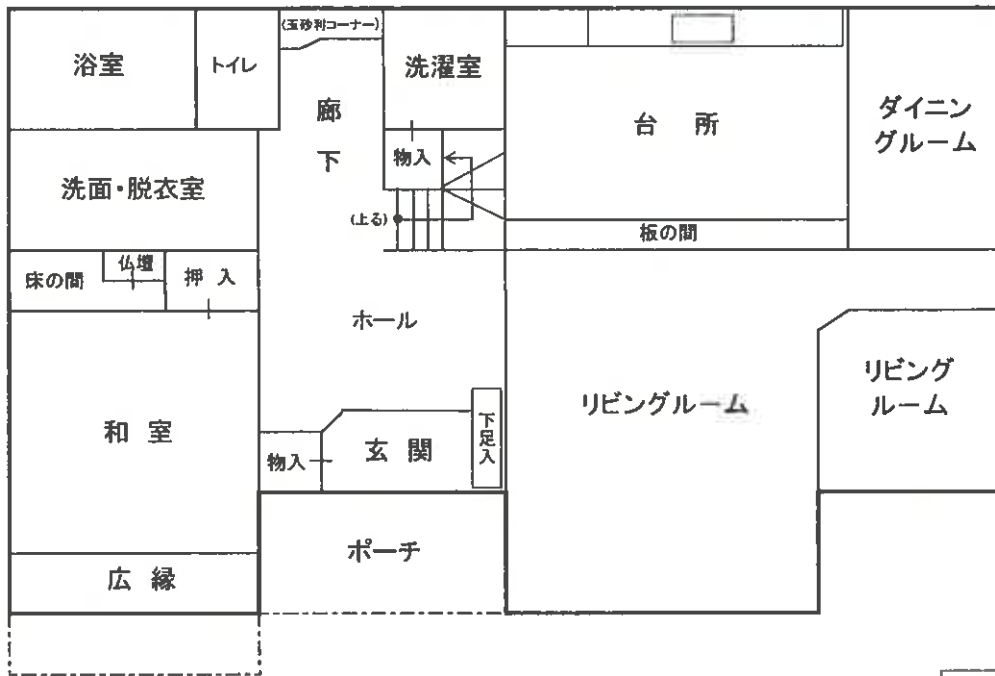 (玉砂利コーナー)
浴室
トイレ
洗濯室
廊
下
台 所
ダイニン
グルーム
物入
洗面・脱衣室
(上る)
板の間
床の間
仏壇
押 入
ホール
リビングルーム
リビング
ルーム
和 室
物入
玄 関
下
足
入
ポーチ
広 縁